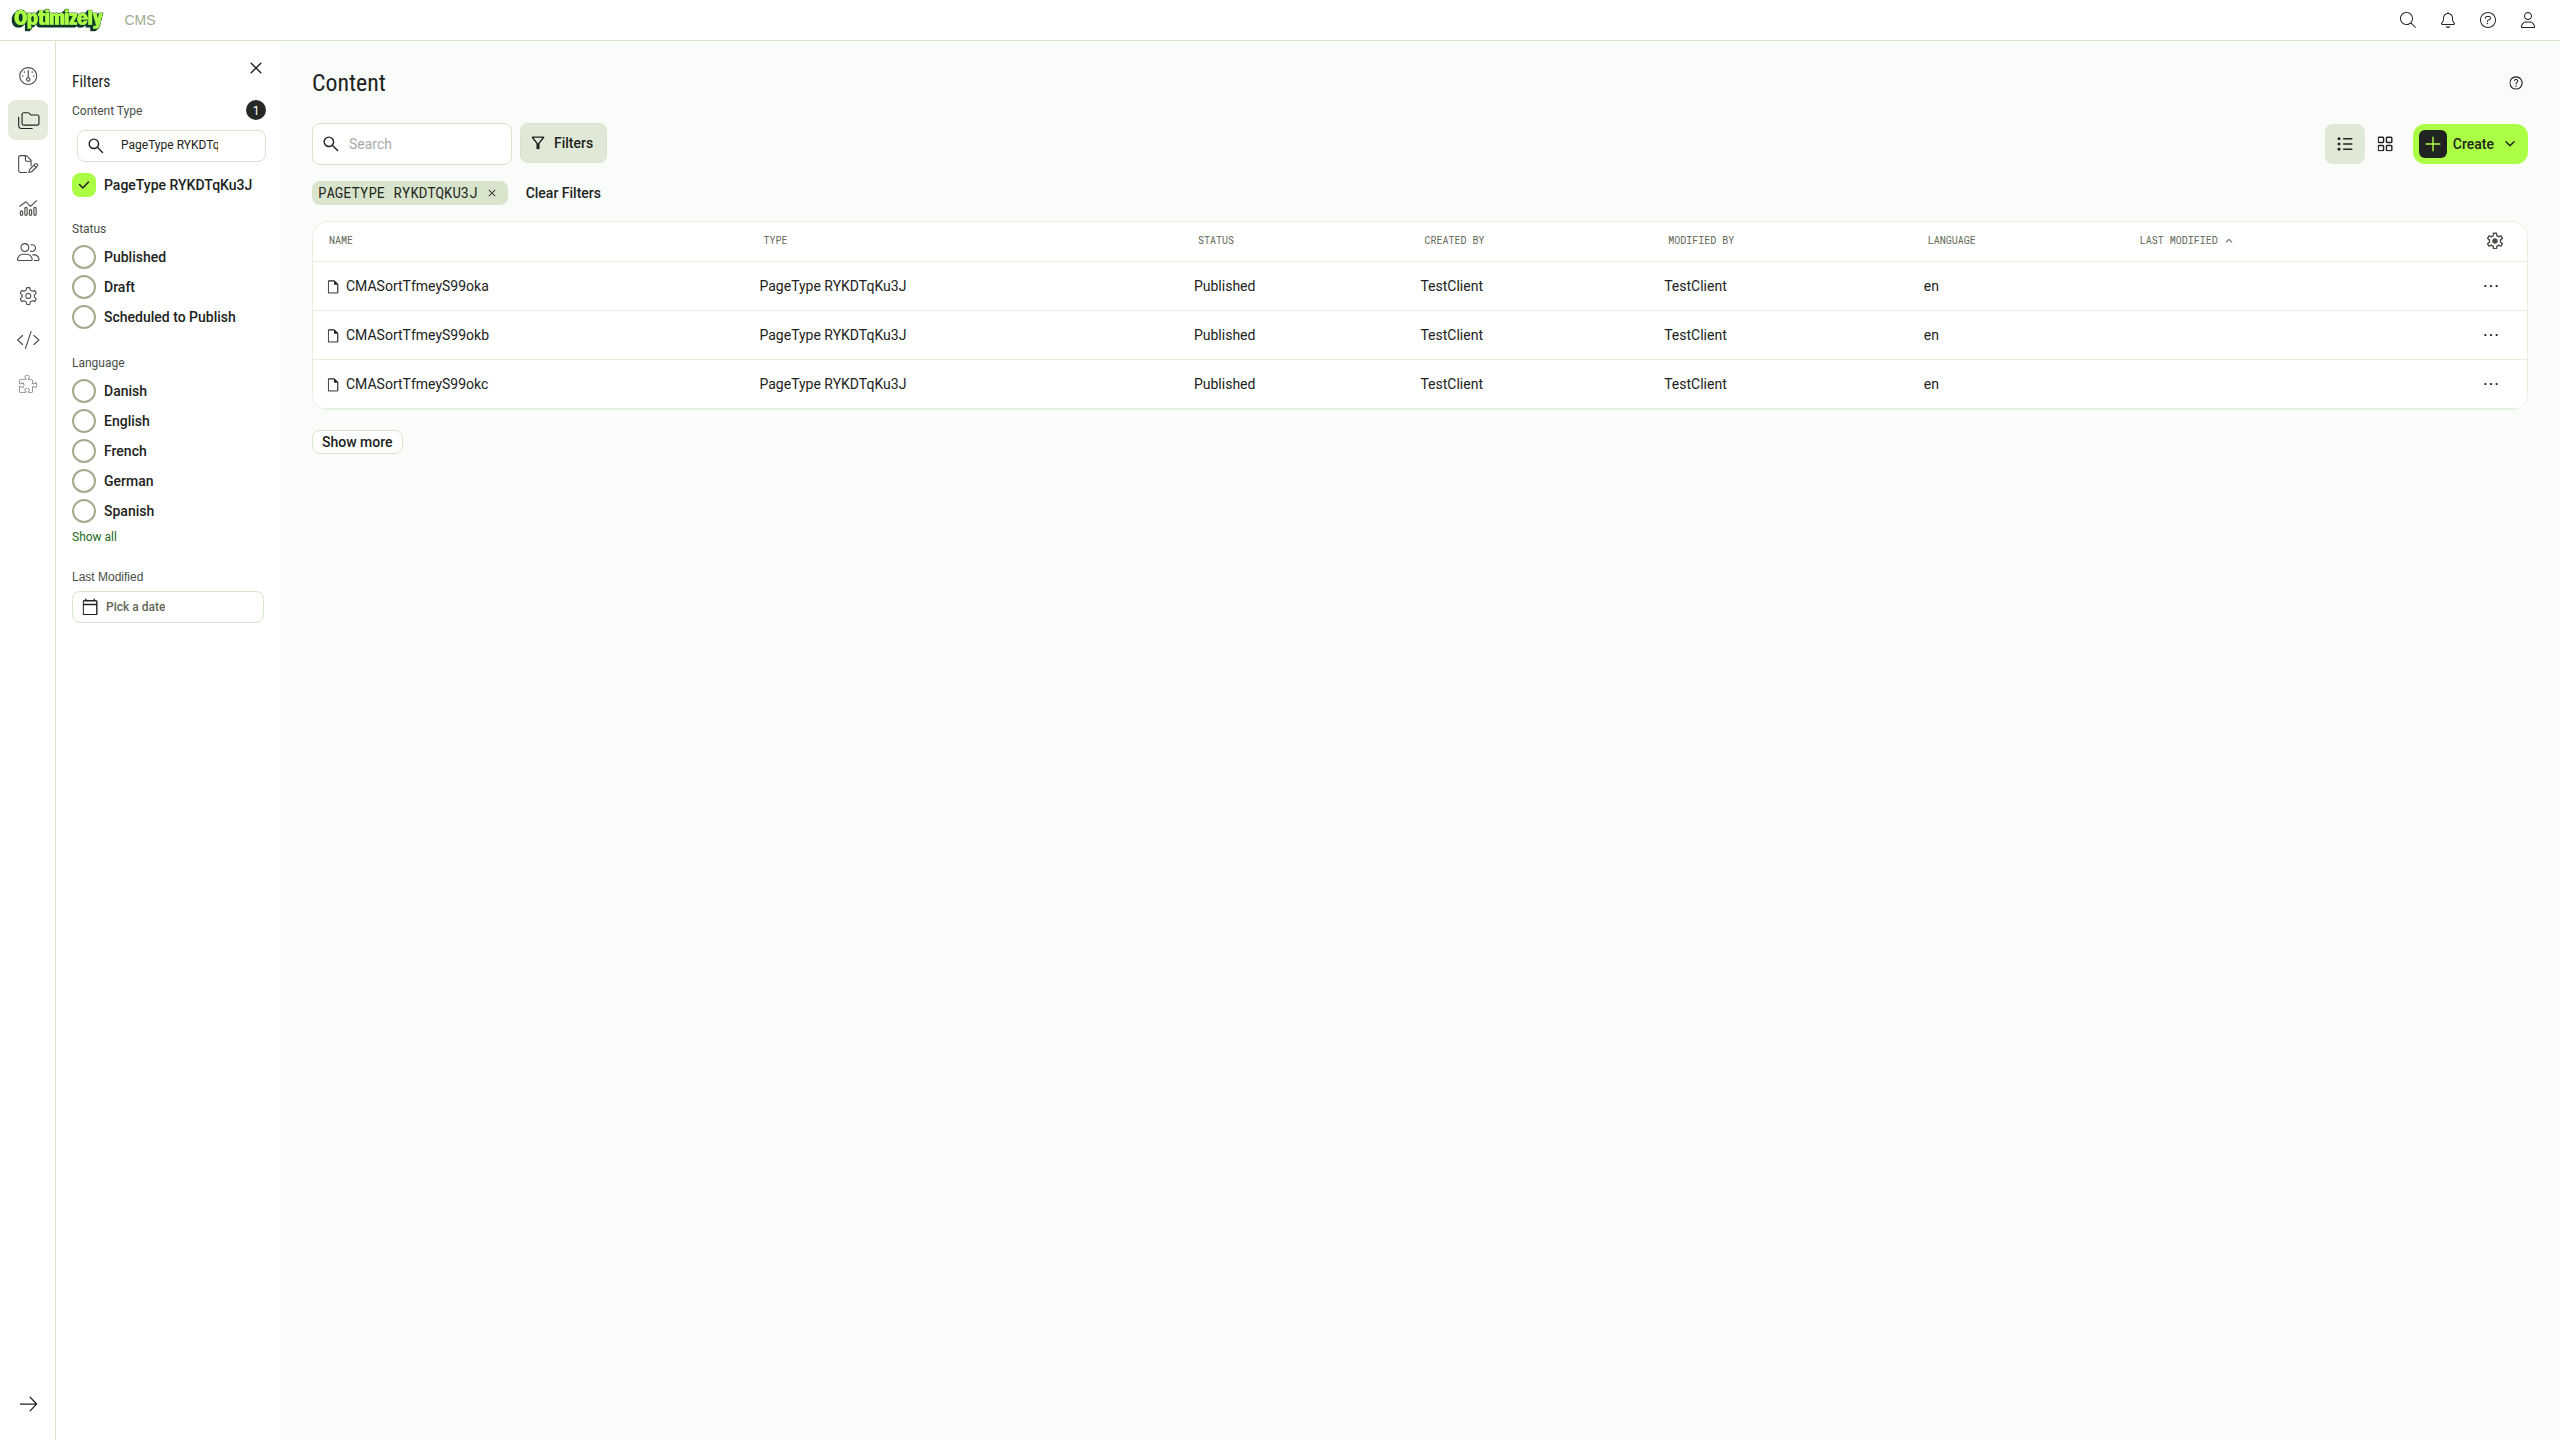 Optimizely CMS
Filters
Content Type 1
PageType RYKDTq
PageType RYKDTqKu3J
Status
Published
Draft
Scheduled to Publish
Language
Danish
English
French
German
Spanish
Show all
Last Modified
Pick a date
Content
Search Filters Create
PAGETYPE RYKDTQKU3J × Clear Filters
NAME TYPE STATUS CREATED BY MODIFIED BY LANGUAGE LAST MODIFIED
CMASortTfmeyS99oka PageType RYKDTqKu3J Published TestClient TestClient en ...
CMASortTfmeyS99okb PageType RYKDTqKu3J Published TestClient TestClient en ...
CMASortTfmeyS99okc PageType RYKDTqKu3J Published TestClient TestClient en ...
Show more